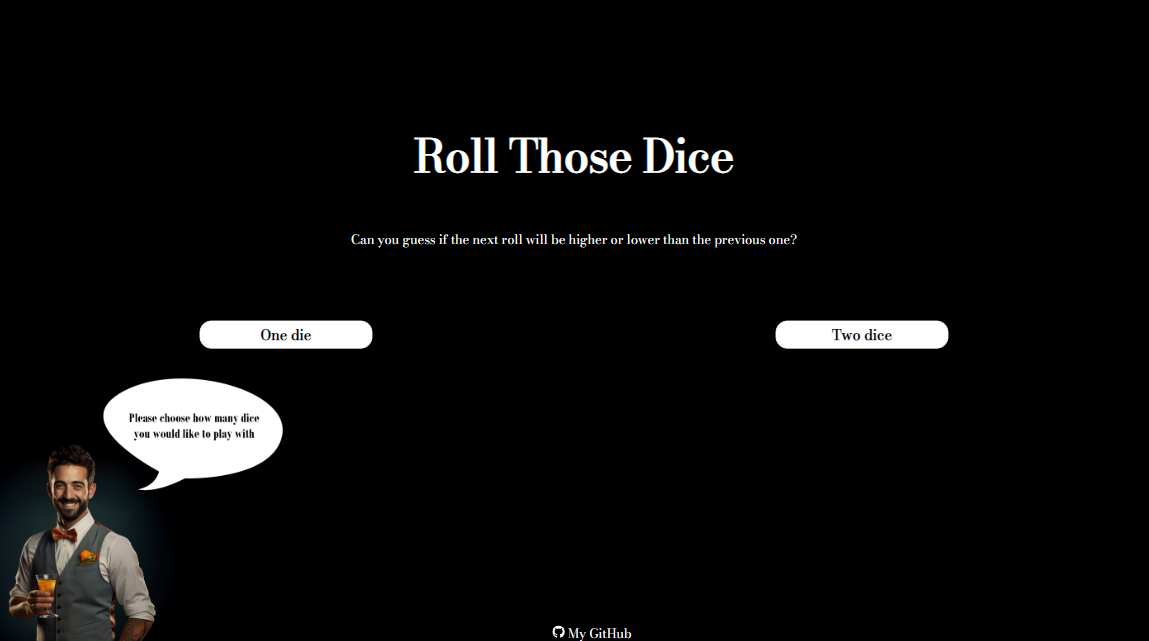 Roll Those Dice
Can you guess if the next roll will be higher or lower than the previous one?
One die
Two dice
Please choose how many dice
you would like to play with
My GitHub